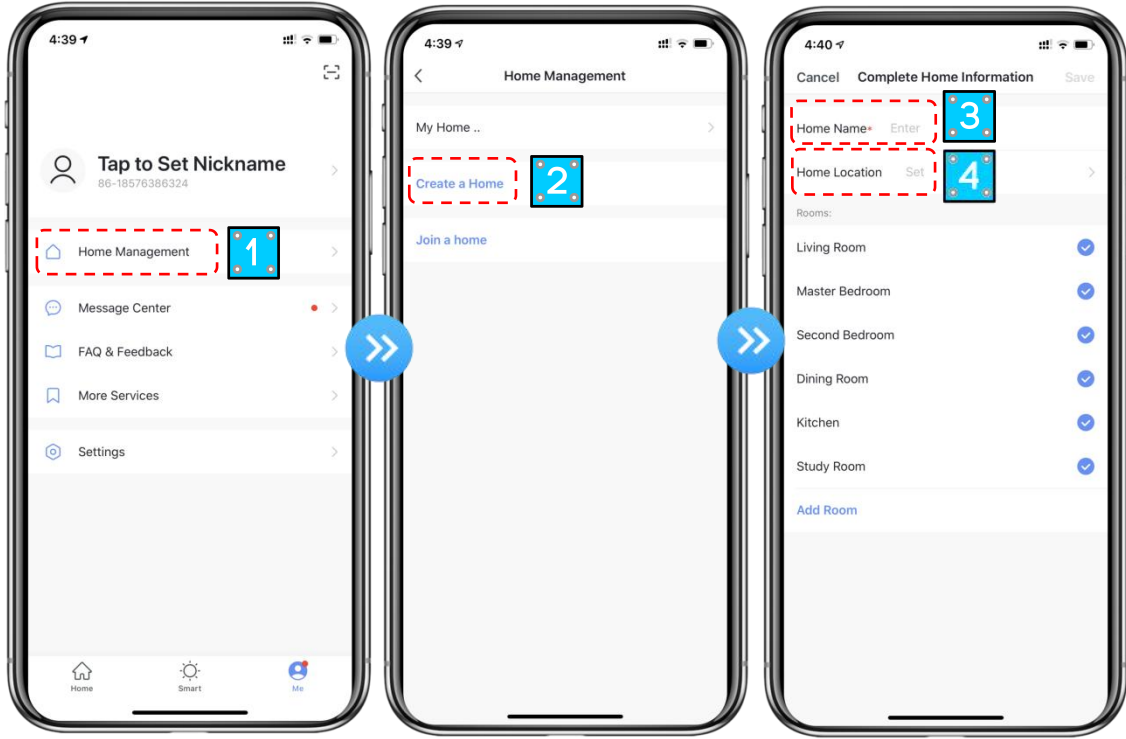 4:39
Tap to Set Nickname
86-18576386324
Home Management
1
Message Center
FAQ & Feedback
More Services
Settings
Home
Smart
Me
4:39
Home Management
My Home ..
Create a Home
2
Join a home
4:40
Cancel Complete Home Information Save
Home Name* Enter
3
Home Location Set
4
Rooms:
Living Room
Master Bedroom
Second Bedroom
Dining Room
Kitchen
Study Room
Add Room